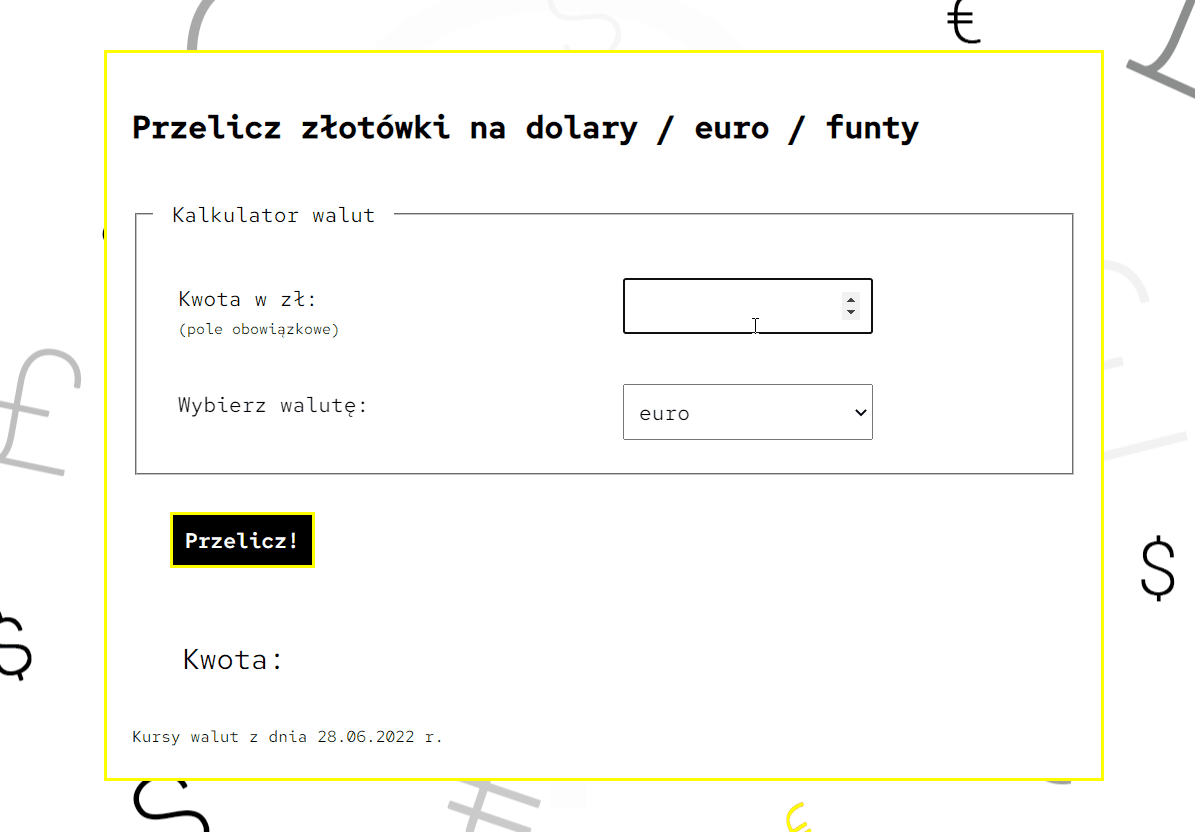 Przelicz złotówki na dolary / euro / funty
Kalkulator walut
Kwota w zł:
(pole obowiązkowe)
Wybierz walutę:
euro
Przelicz!
Kwota:
Kursy walut z dnia 28.06.2022 r.